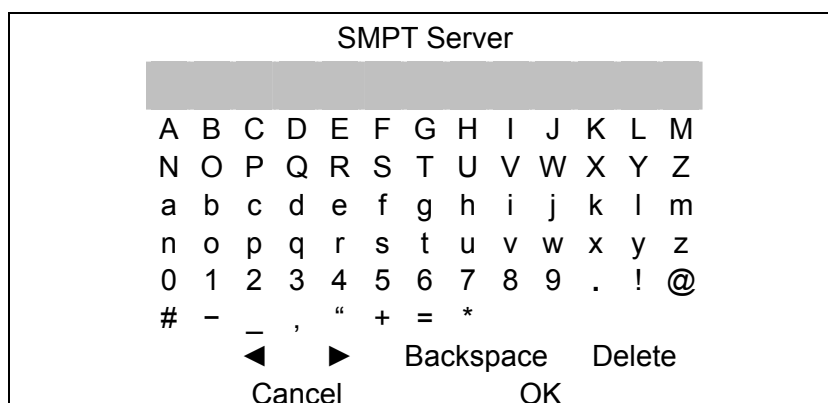 SMPT Server
A B C D E F G H I J K L M
N O P Q R S T U V W X Y Z
a b c d e f g h i j k l m
n o p q r s t u v w x y z
0 1 2 3 4 5 6 7 8 9 . ! @
# − _ , “ + = *
◄ ► Backspace Delete
Cancel OK